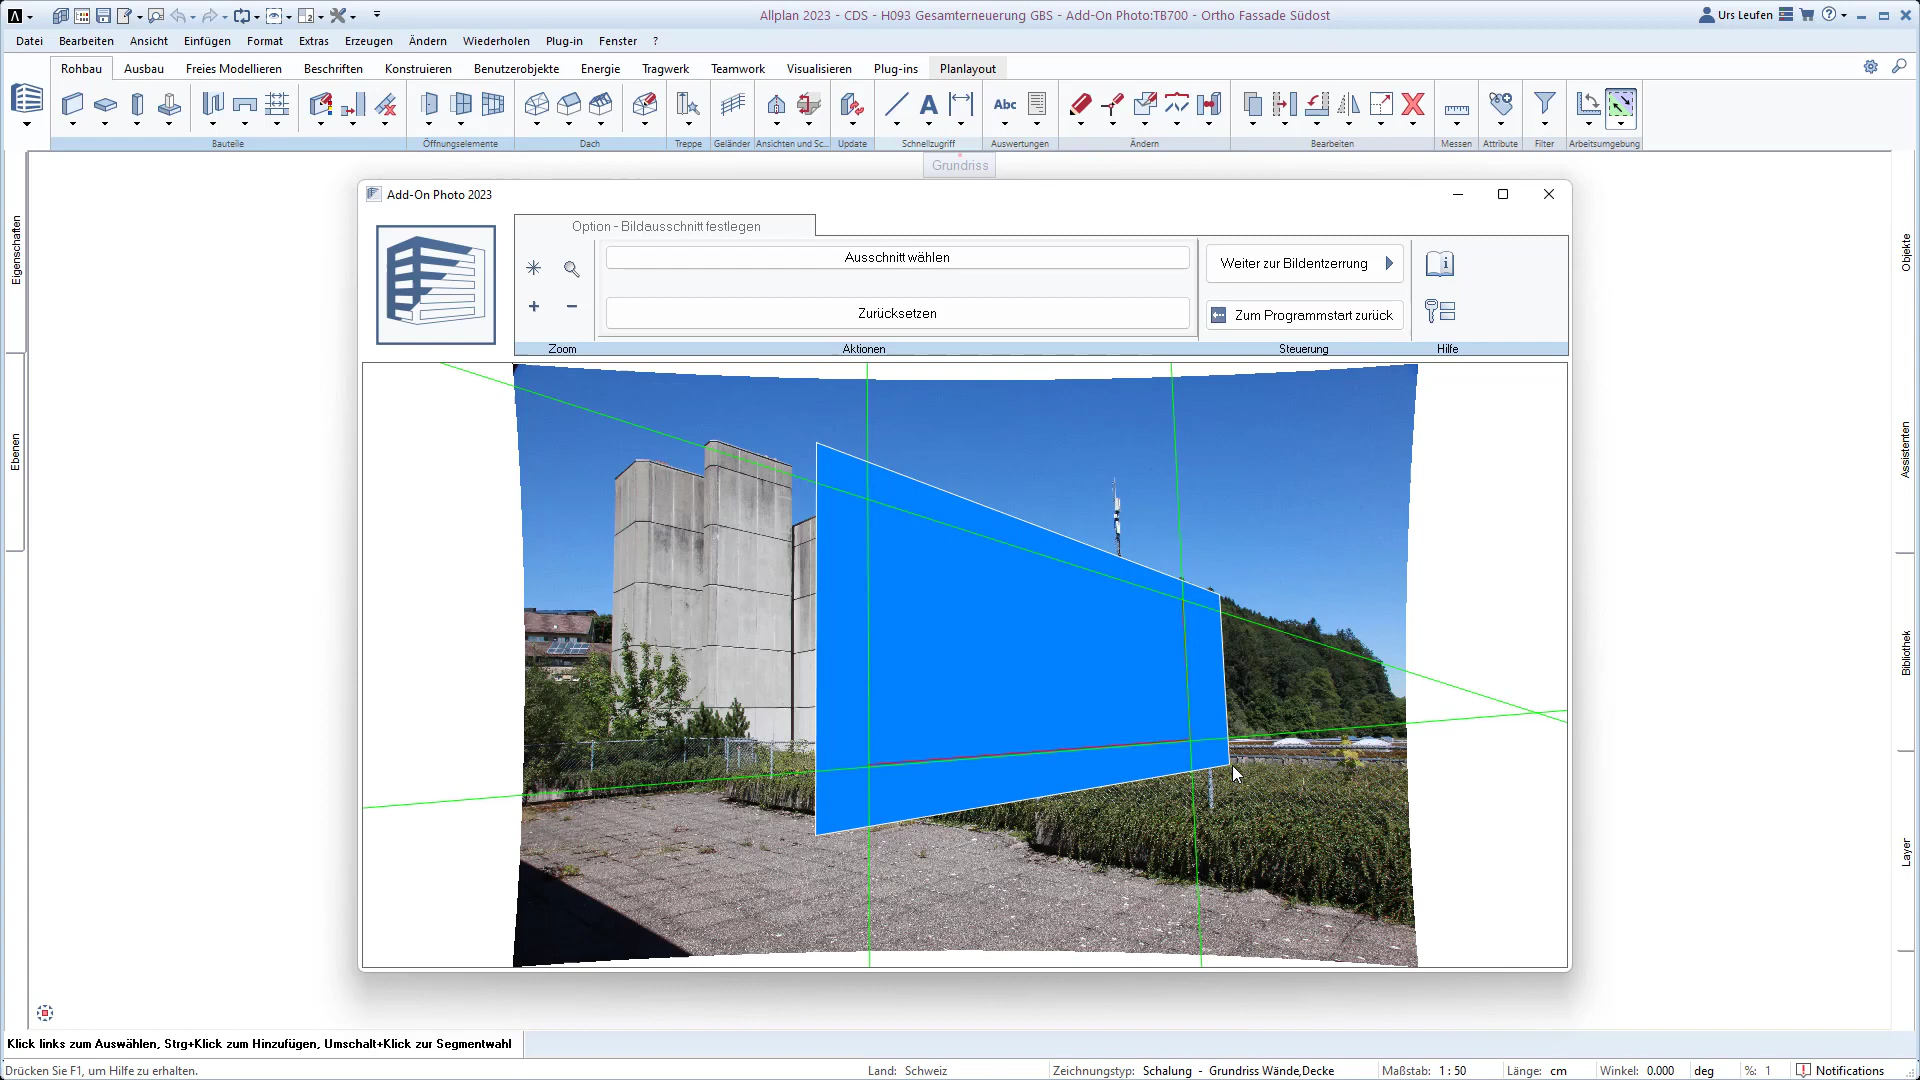 Allplan 2023 - CDS - H093 Gesamterneuerung GBS - Add-On Photo:TB700 - Ortho Fassade Südost
Urs Leufen
Datei Bearbeiten Ansicht Einfügen Format Extras Erzeugen Ändern Wiederholen Plug-in Fenster ?
Rohbau Ausbau Freies Modellieren Beschriften Konstruieren Benutzerobjekte Energie Tragwerk Teamwork Visualisieren Plug-ins Planlayout
Abc
Bauteile Öffnungselemente Dach Treppe Geländer Ansichten und Sc... Update Schnellzugriff Auswertungen Ändern Bearbeiten Messen Attribute Filter Arbeitsumgebung
Grundriss
Add-On Photo 2023
Option - Bildausschnitt festlegen
Ausschnitt wählen
Weiter zur Bildentzerrung
Zurücksetzen
Zum Programmstart zurück
Zoom Aktionen Steuerung Hilfe
Eigenschaften
Ebenen
Objekte
Assistenten
Bibliothek
Layer
Klick links zum Auswählen, Strg+Klick zum Hinzufügen, Umschalt+Klick zur Segmentwahl
Drücken Sie F1, um Hilfe zu erhalten. Land: Schweiz Zeichnungstyp: Schalung - Grundriss Wände,Decke Maßstab: 1 : 50 Länge: cm Winkel: 0.000 deg %: 1 Notifications